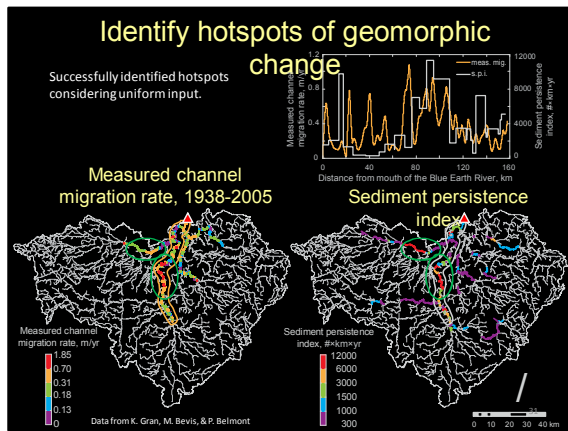 Identify hotspots of geomorphic
change
Successfully identified hotspots
considering uniform input.
Measured channel
migration rate, m/yr
1.2
0.8
0.4
0
meas. mig.
s.p.i.
12000
8000
4000
0
Sediment persistence
index, #•km•yr
0 40 80 120 160
Distance from mouth of the Blue Earth River, km
Measured channel
migration rate, 1938-2005
Sediment persistence
index
Measured channel
migration rate, m/yr
1.85
0.70
0.31
0.18
0.13
0
Data from K. Gran, M. Bevis, & P. Belmont
Sediment persistence
index, #×km×yr
12000
6000
3000
1500
1000
300
31
0 10 20 30 40 km